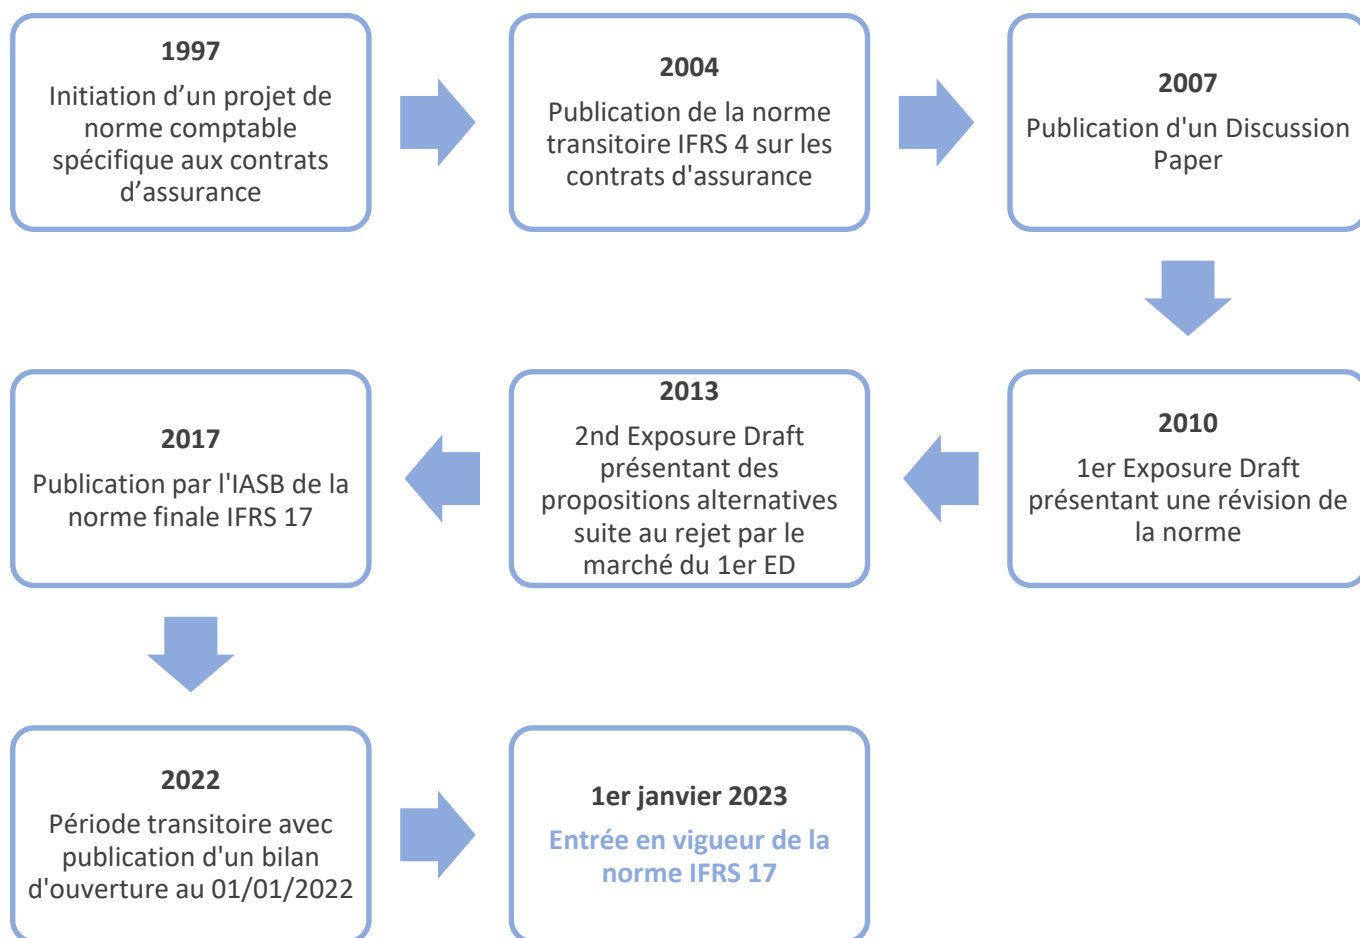 1997
Initiation d’un projet de
norme comptable
spécifique aux contrats
d’assurance
2004
Publication de la norme
transitoire IFRS 4 sur les
contrats d'assurance
2007
Publication d'un Discussion
Paper
2010
1er Exposure Draft
présentant une révision de
la norme
2013
2nd Exposure Draft
présentant des
propositions alternatives
suite au rejet par le
marché du 1er ED
2017
Publication par l'IASB de la
norme finale IFRS 17
2022
Période transitoire avec
publication d'un bilan
d'ouverture au 01/01/2022
1er janvier 2023
Entrée en vigueur de la
norme IFRS 17